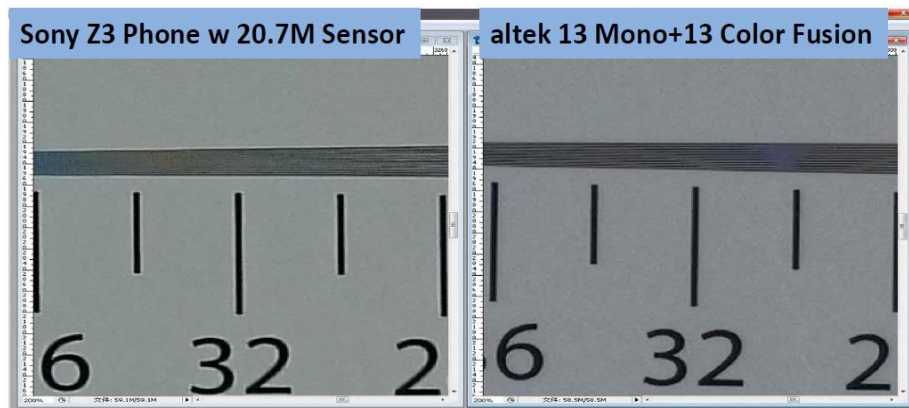 Sony Z3 Phone w 20.7M Sensor
altek 13 Mono+13 Color Fusion
6 32 2
6 32 2
200% 文件: 59.1M/59.1M
200% 文件: 58.5M/58.5M